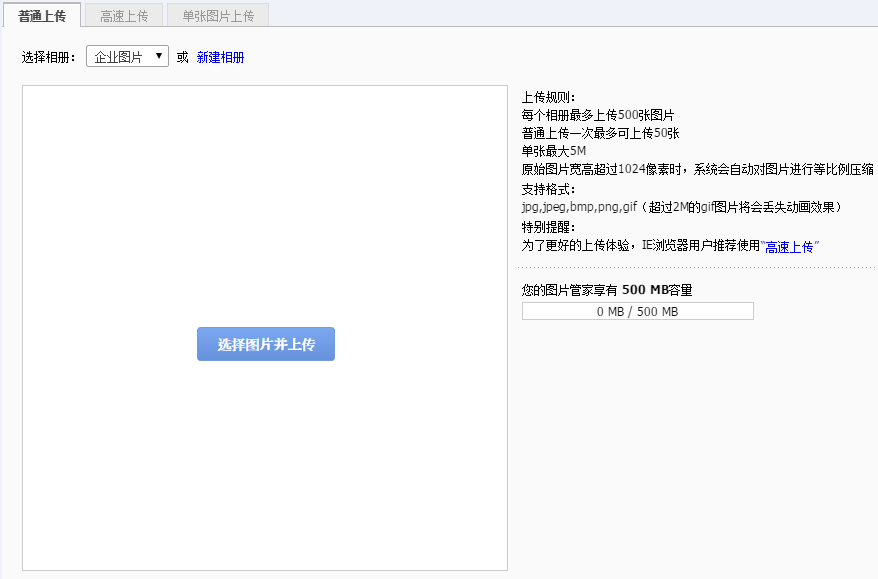 普通上传 高速上传 单张图片上传
选择相册： 企业图片 ▼ 或 新建相册
上传规则：
每个相册最多上传500张图片
普通上传一次最多可上传50张
单张最大5M
原始图片宽高超过1024像素时，系统会自动对图片进行等比例压缩
支持格式：
jpg,jpeg,bmp,png,gif（超过2M的gif图片将会丢失动画效果）
特别提醒：
为了更好的上传体验，IE浏览器用户推荐使用“高速上传”
您的图片管家享有 500 MB容量
0 MB / 500 MB
选择图片并上传